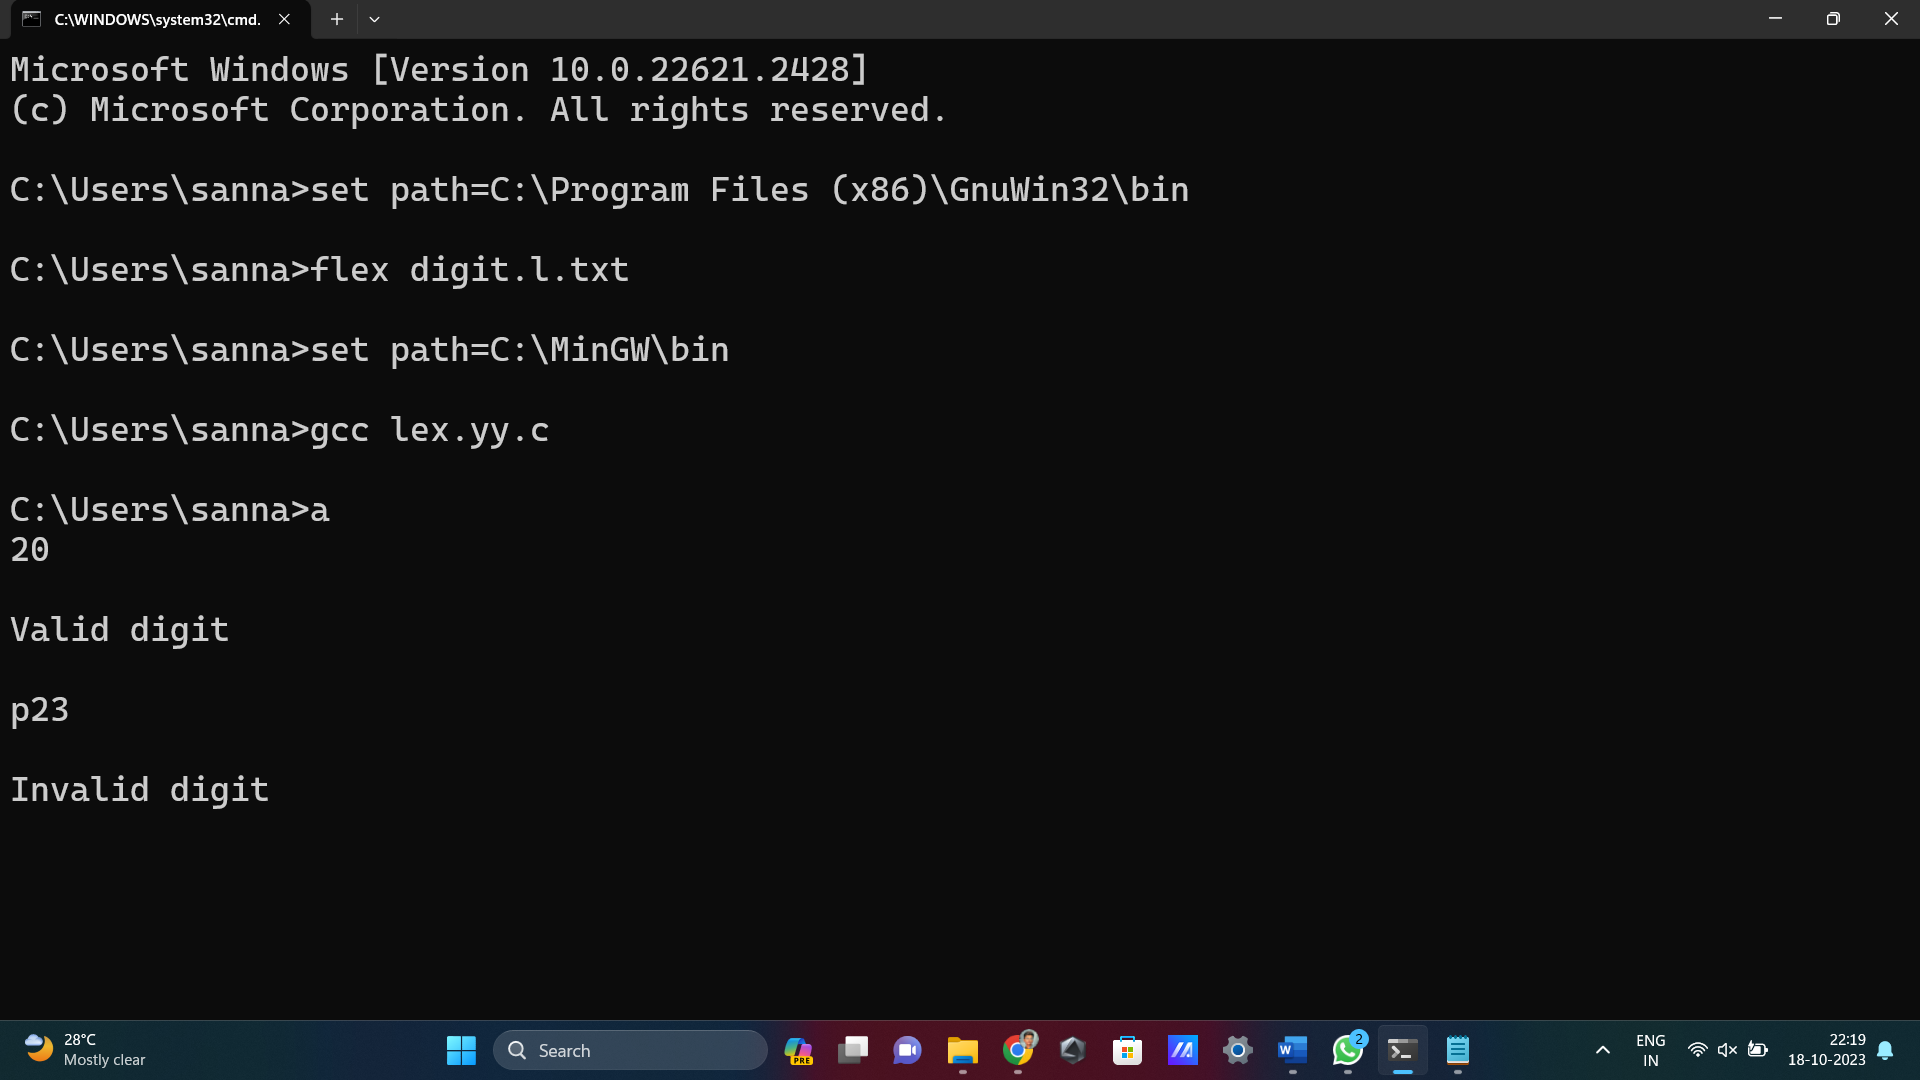 C:\WINDOWS\system32\cmd.
Microsoft Windows [Version 10.0.22621.2428]
(c) Microsoft Corporation. All rights reserved.
C:\Users\sanna>set path=C:\Program Files (x86)\GnuWin32\bin
C:\Users\sanna>flex digit.l.txt
C:\Users\sanna>set path=C:\MinGW\bin
C:\Users\sanna>gcc lex.yy.c
C:\Users\sanna>a
20
Valid digit
p23
Invalid digit
28°C
Mostly clear
Search
PRE
W
2
ENG
IN
22:19
18-10-2023